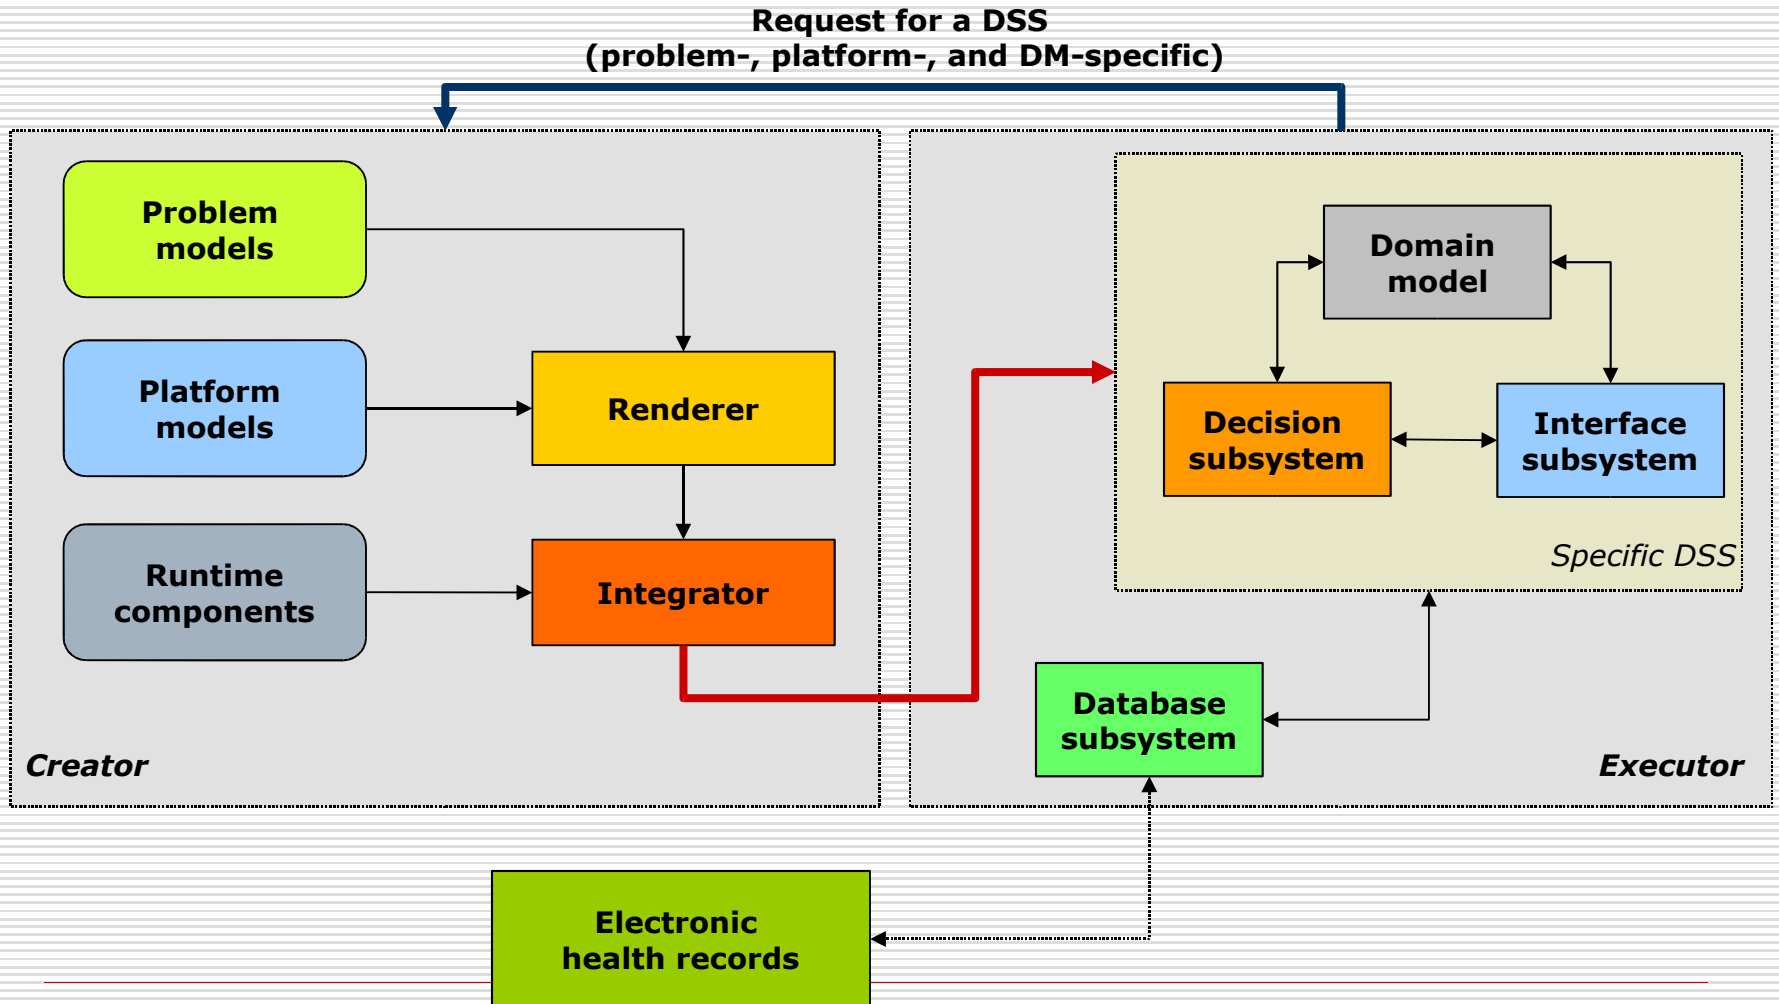 Request for a DSS
(problem-, platform-, and DM-specific)
Problem
models
Platform
models
Runtime
components
Renderer
Integrator
Creator
Domain
model
Decision
subsystem
Interface
subsystem
Specific DSS
Database
subsystem
Executor
Electronic
health records